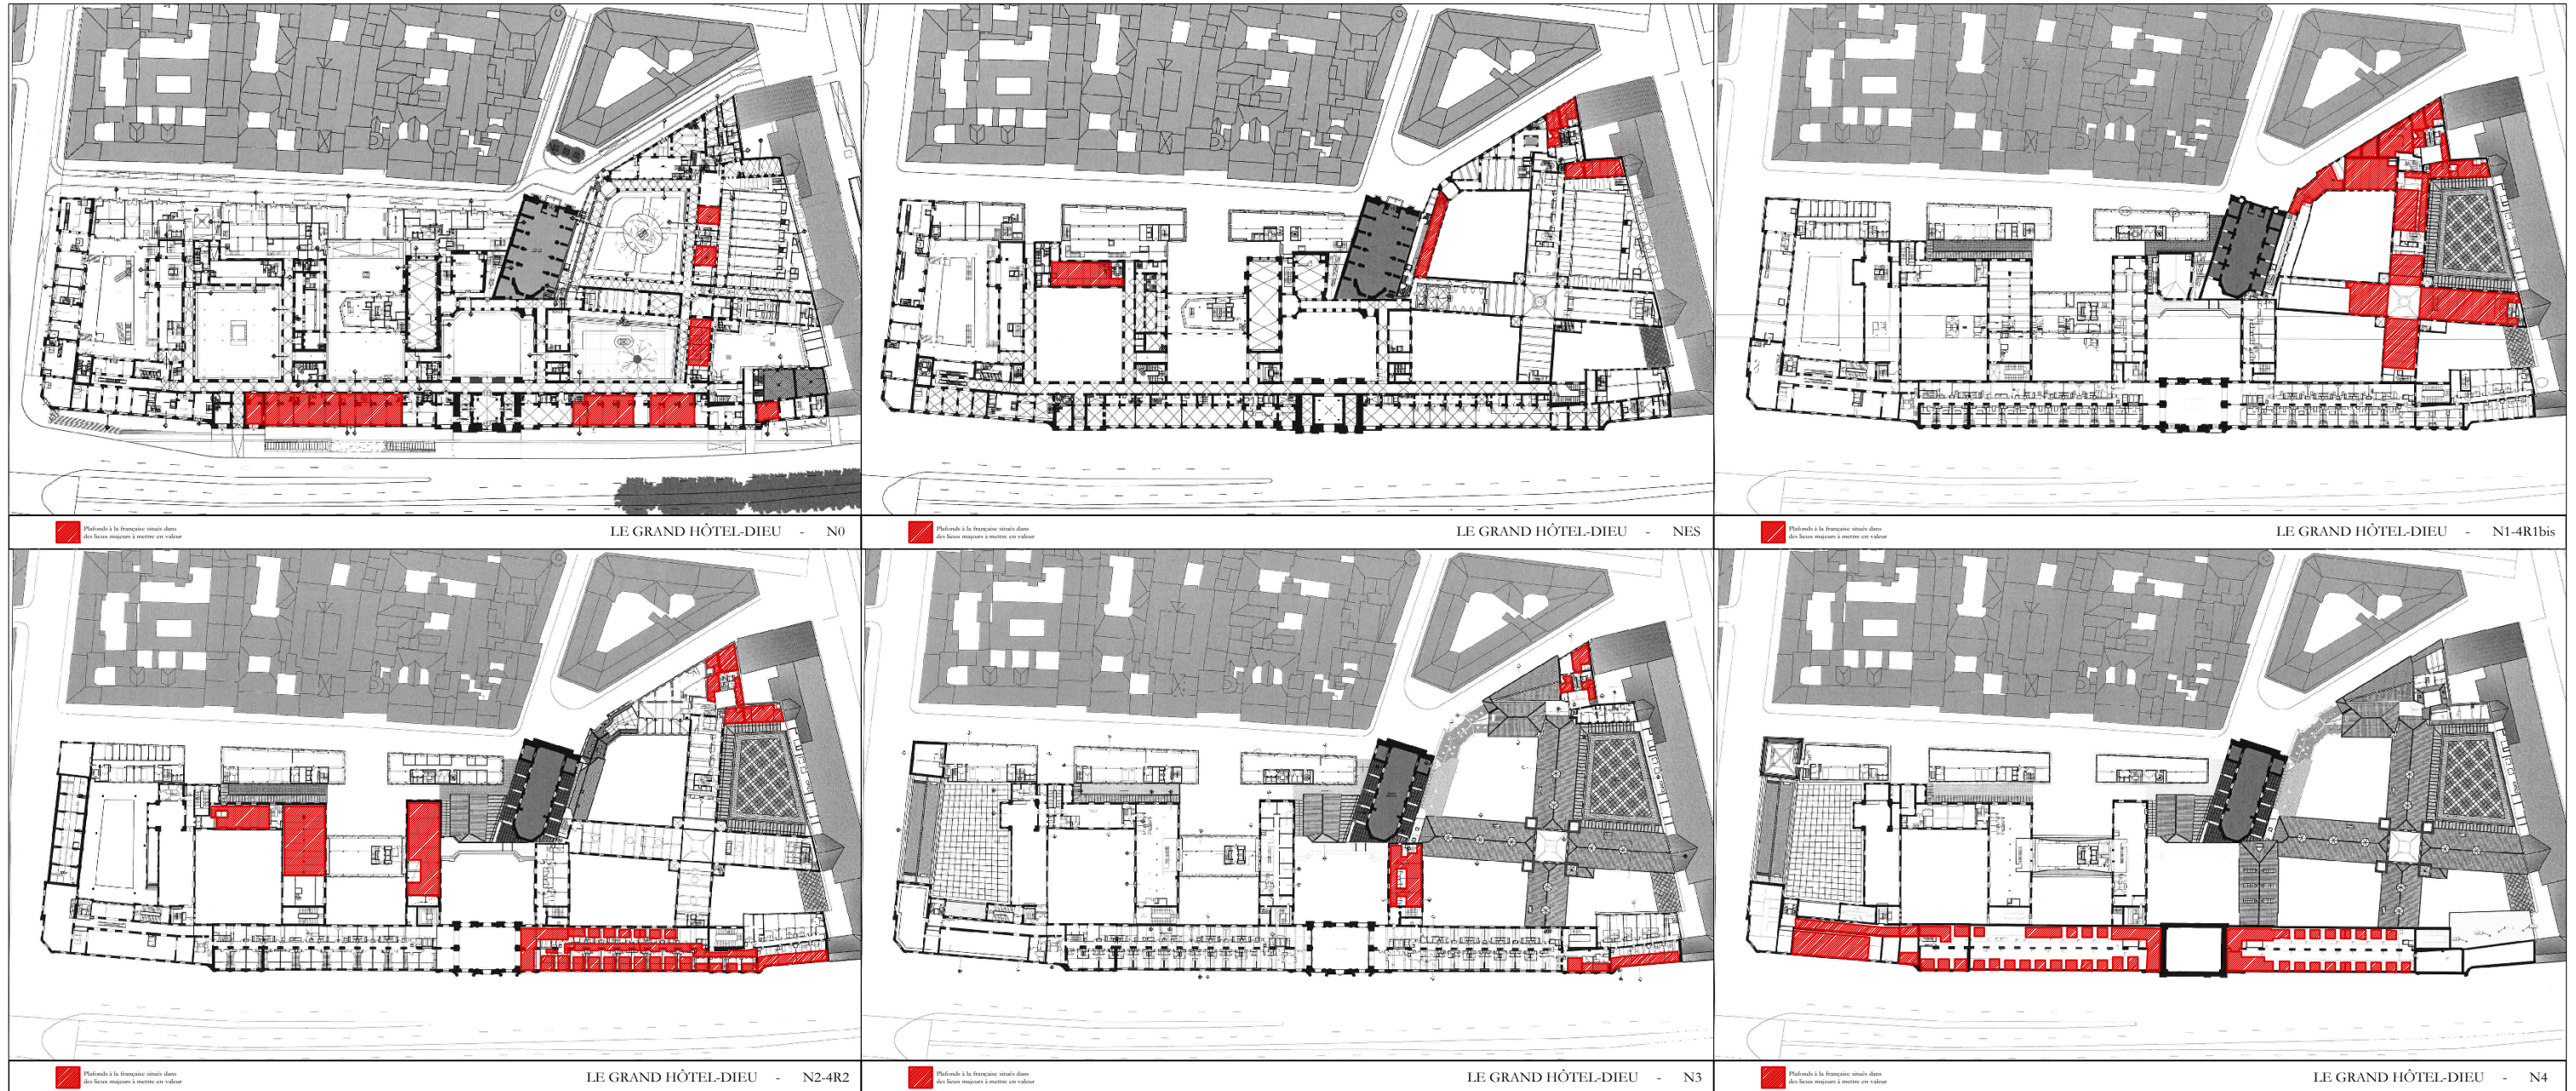 Plafonds à la française situés dans
des lieux majeurs à mettre en valeur
LE GRAND HÔTEL-DIEU - N0
Plafonds à la française situés dans
des lieux majeurs à mettre en valeur
LE GRAND HÔTEL-DIEU - NES
Plafonds à la française situés dans
des lieux majeurs à mettre en valeur
LE GRAND HÔTEL-DIEU - N1-4R1bis
Plafonds à la française situés dans
des lieux majeurs à mettre en valeur
LE GRAND HÔTEL-DIEU - N2-4R2
Plafonds à la française situés dans
des lieux majeurs à mettre en valeur
LE GRAND HÔTEL-DIEU - N3
Plafonds à la française situés dans
des lieux majeurs à mettre en valeur
LE GRAND HÔTEL-DIEU - N4